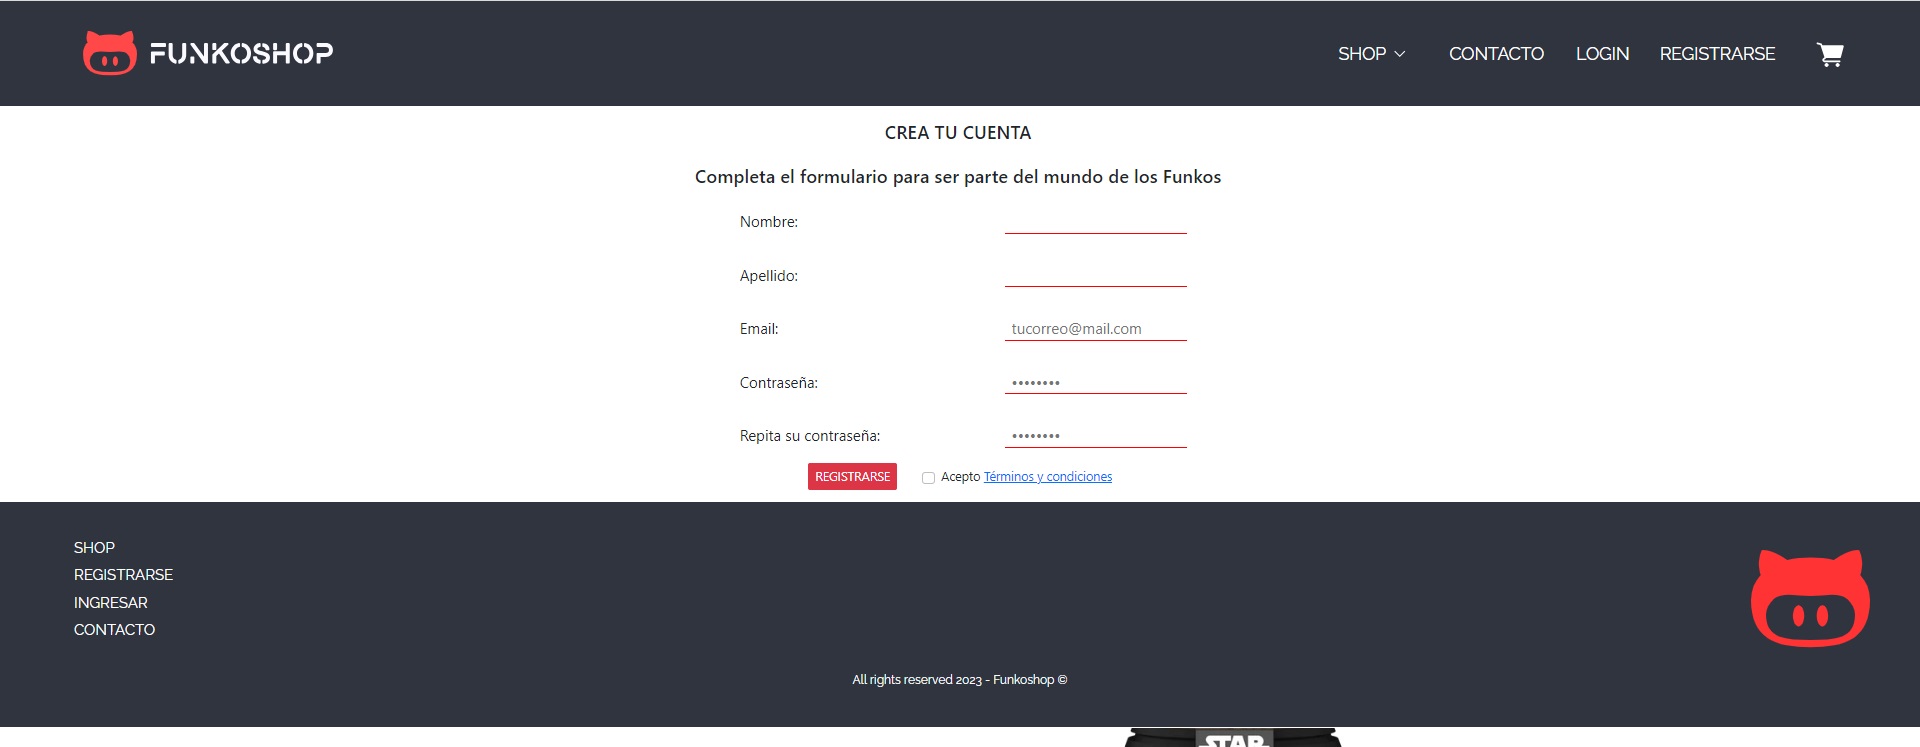 FUNKOSHOP
SHOP CONTACTO LOGIN REGISTRARSE
CREA TU CUENTA
Completa el formulario para ser parte del mundo de los Funkos
Nombre:
Apellido:
Email: tucorreo@mail.com
Contraseña: ••••••••
Repita su contraseña: ••••••••
REGISTRARSE Acepto Términos y condiciones
SHOP
REGISTRARSE
INGRESAR
CONTACTO
All rights reserved 2023 - Funkoshop ©
STAR